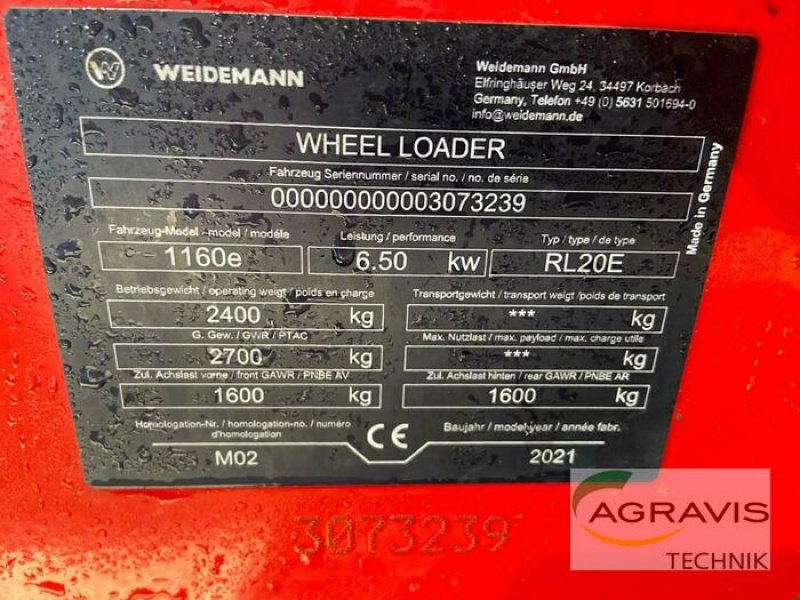 W WEIDEMANN
Weidemann GmbH
Elfringhäuser Weg 24, 34497 Korbach
Germany, Telefon +49 (0) 5631 501694-0
info@weidemann.de
WHEEL LOADER
Fahrzeug Seriennummer / serial no. / no. de série
000000000003073239
Made in Germany
Fahrzeug-Model / model / modéle
Leistung / performance
Typ / type / de type
1160e
6.50 kw
RL20E
Betriebsgewicht / operating weigt / poids en charge
Transportgewicht / transport weigt /poids de transport
2400 kg
*** kg
G. Gew. / GWR / PTAC
Max. Nutzlast / max. payload / max. charge utile
2700 kg
*** kg
Zul. Achslast vorne / front GAWR / PNBE AV
Zul. Achslast hinten / rear GAWR / PNBE AR
1600 kg
1600 kg
Homologation-Nr. / homologation-no. / numéro d'homologation
CE
Baujahr / modelyear / année fabr.
M02
2021
3073239
AGRAVIS
TECHNIK